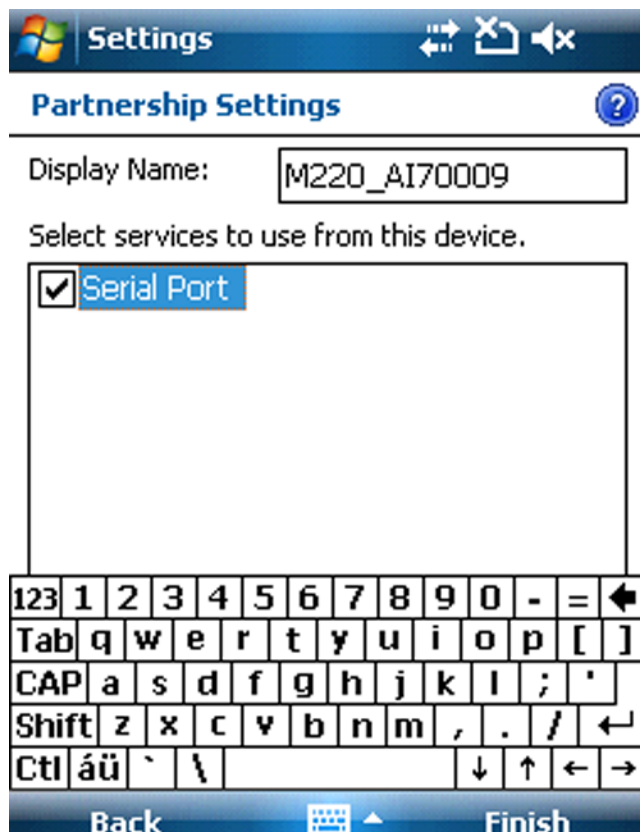 Settings
Partnership Settings
?
Display Name: M220_AI70009
Select services to use from this device.
Serial Port
123 1 2 3 4 5 6 7 8 9 0 - =
Tab q w e r t y u i o p [ ]
CAP a s d f g h j k l ; '
Shift z x c v b n m , . /
Ctl áü ` \
Back Finish